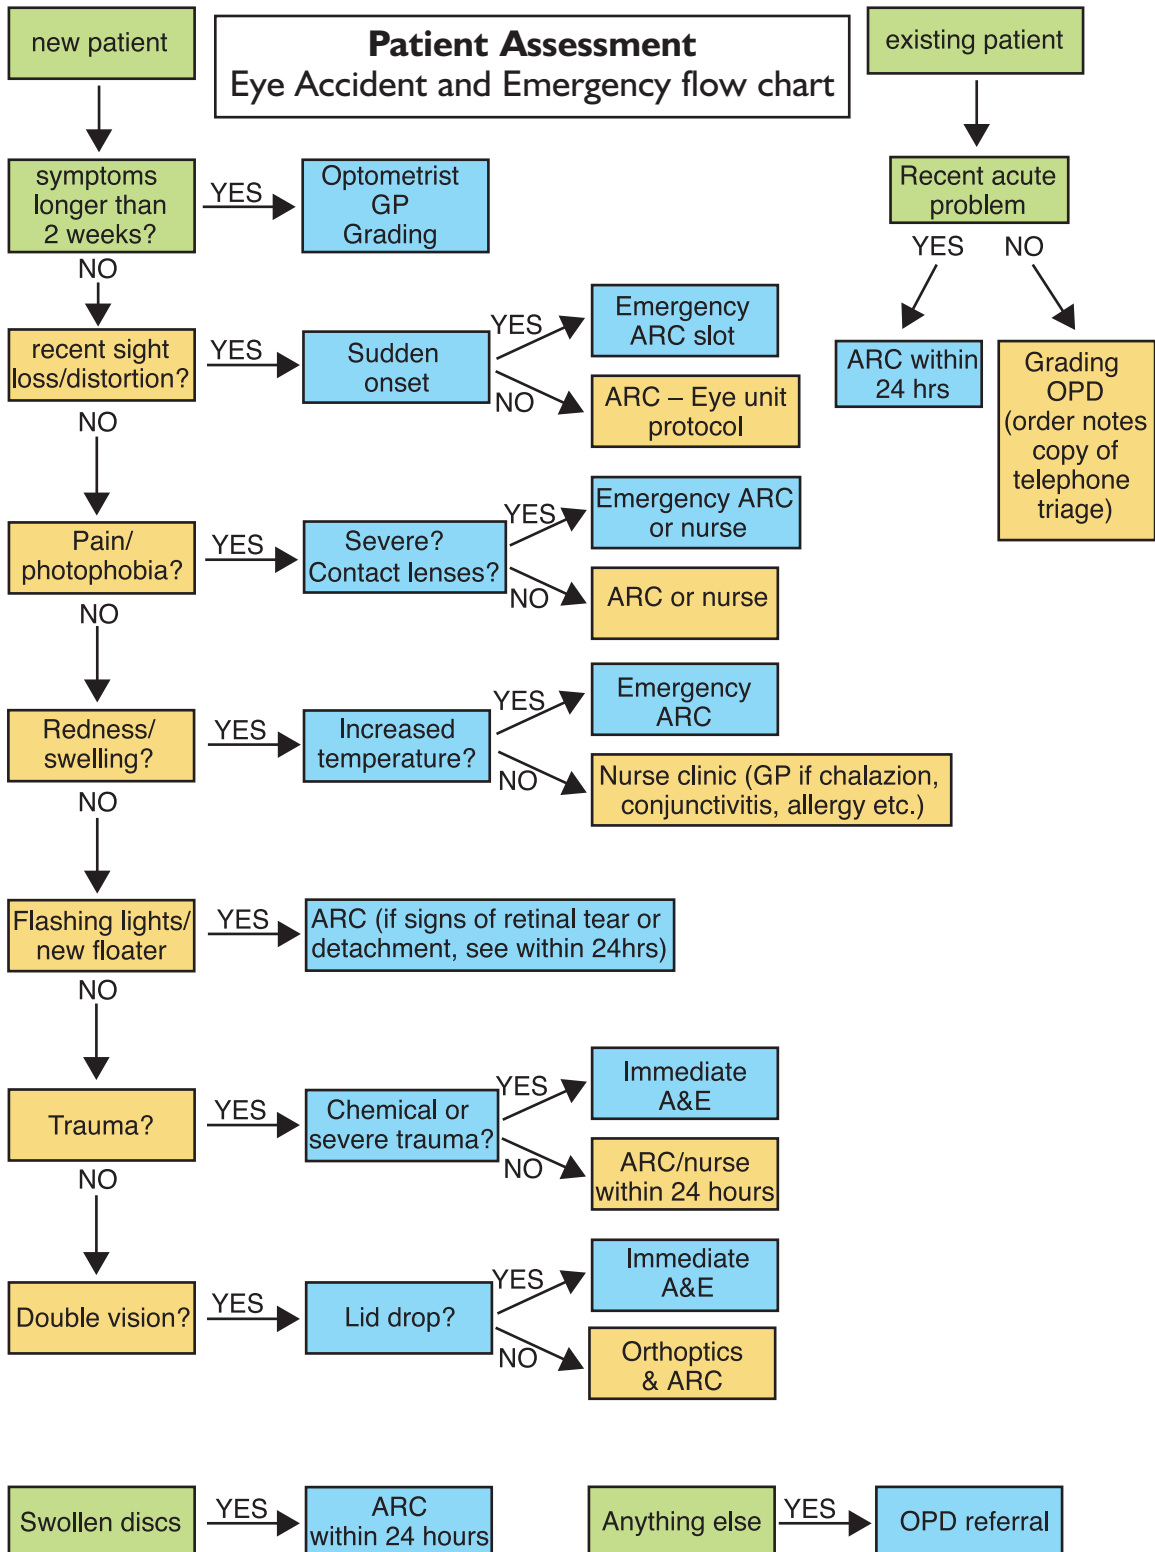 new patient
Patient Assessment
Eye Accident and Emergency flow chart
existing patient
symptoms
longer than
2 weeks?
YES
Optometrist
GP
Grading
Recent acute
problem
NO
YES
NO
recent sight
loss/distortion?
YES
Sudden
onset
YES
Emergency
ARC slot
NO
ARC – Eye unit
protocol
ARC within
24 hrs
Grading
OPD
(order notes
copy of
telephone
triage)
NO
Pain/
photophobia?
YES
Severe?
Contact lenses?
YES
Emergency ARC
or nurse
NO
ARC or nurse
NO
Redness/
swelling?
YES
Increased
temperature?
YES
Emergency
ARC
NO
Nurse clinic (GP if chalazion,
conjunctivitis, allergy etc.)
NO
Flashing lights/
new floater
YES
ARC (if signs of retinal tear or
detachment, see within 24hrs)
NO
Trauma?
YES
Chemical or
severe trauma?
YES
Immediate
A&E
NO
ARC/nurse
within 24 hours
NO
Double vision?
YES
Lid drop?
YES
Immediate
A&E
NO
Orthoptics
& ARC
Swollen discs
YES
ARC
within 24 hours
Anything else
YES
OPD referral